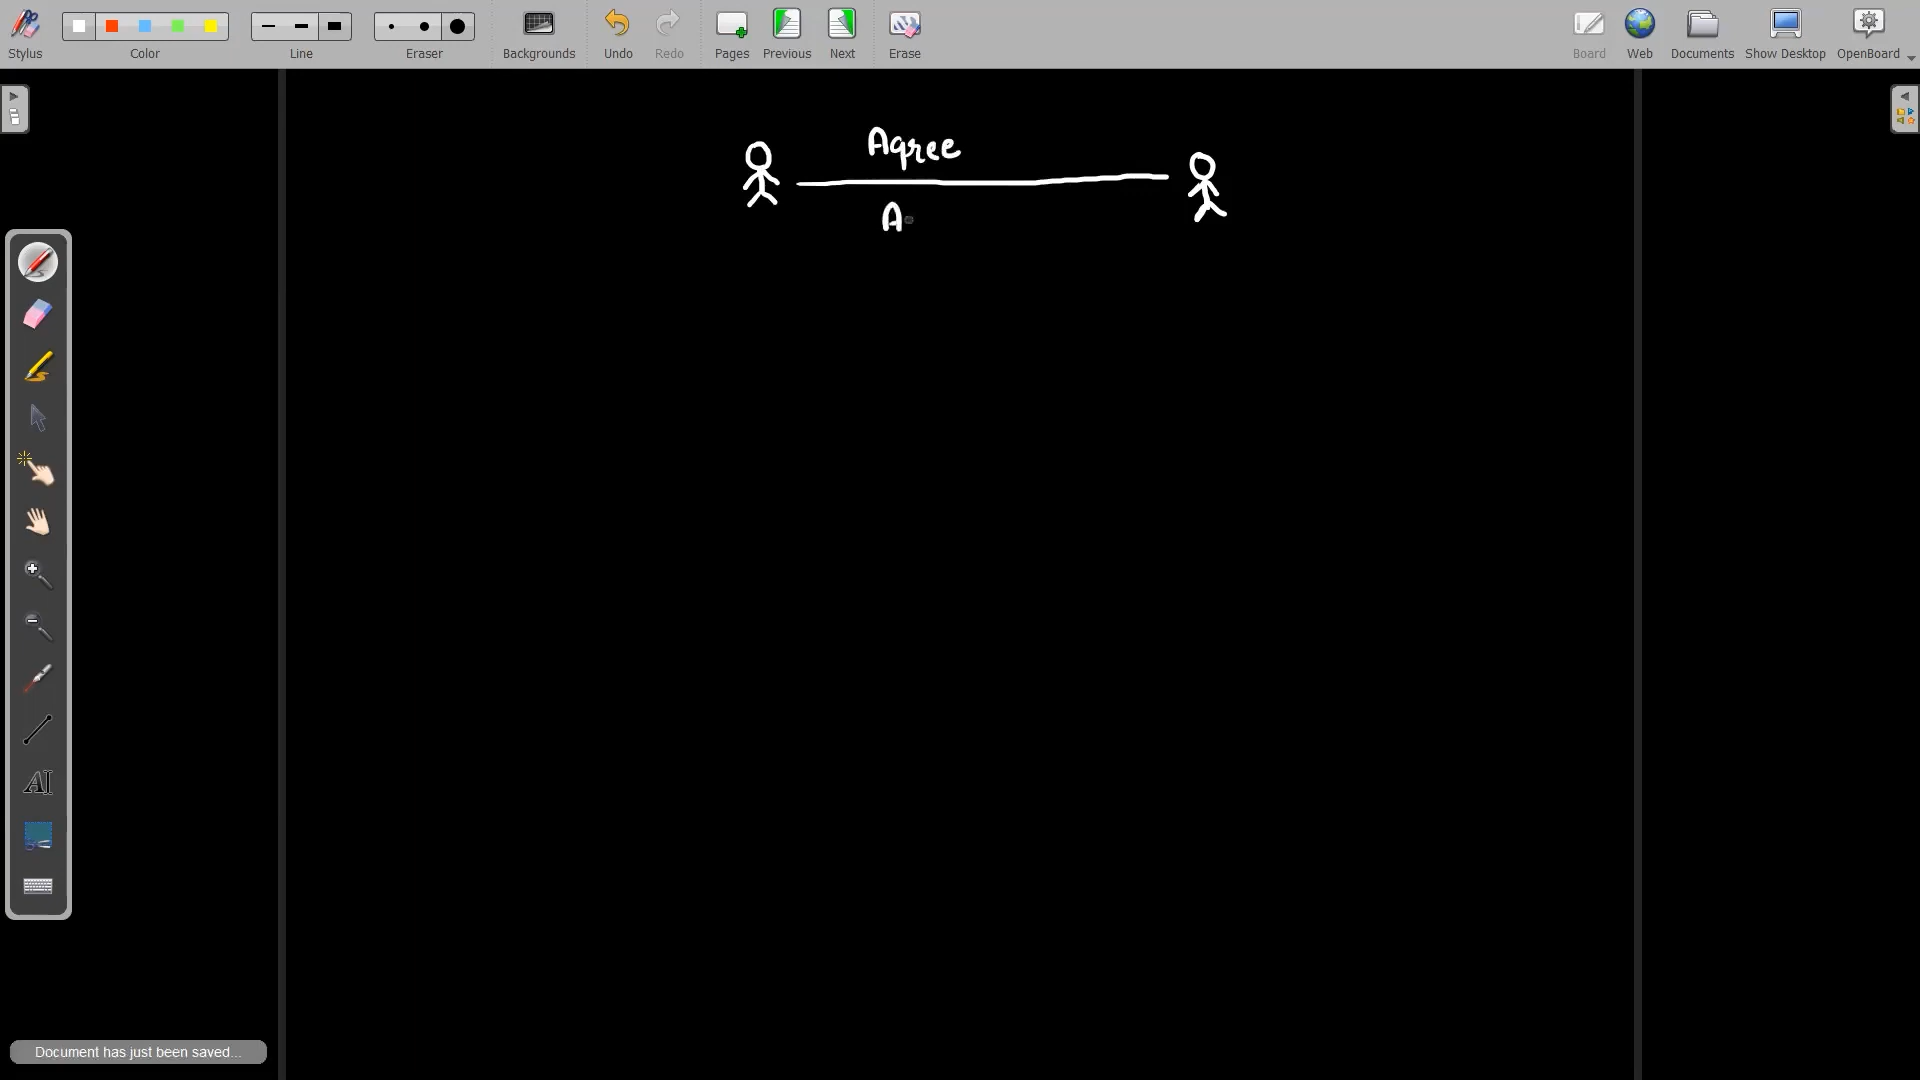 Stylus Color Line Eraser Backgrounds Undo Redo Pages Previous Next Erase Board Web Documents Show Desktop OpenBoard
Agree
A
AI
Document has just been saved...